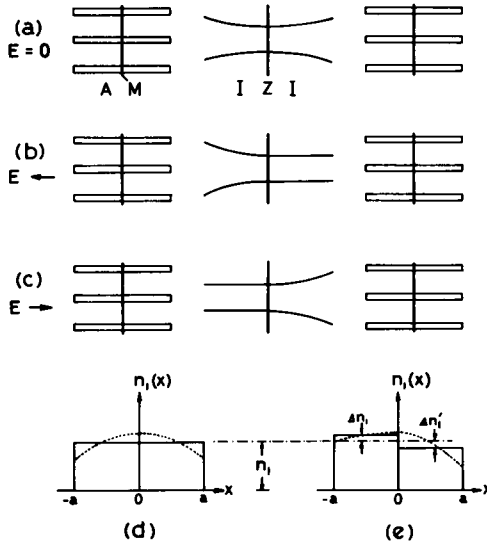 (a)
E=0
A M
I Z I
(b)
E ←
(c)
E →
n₁(x)
n₁(x)
Δn₁
Δn₁′
n₁
-a 0 a x
-a 0 a x
(d)
(e)